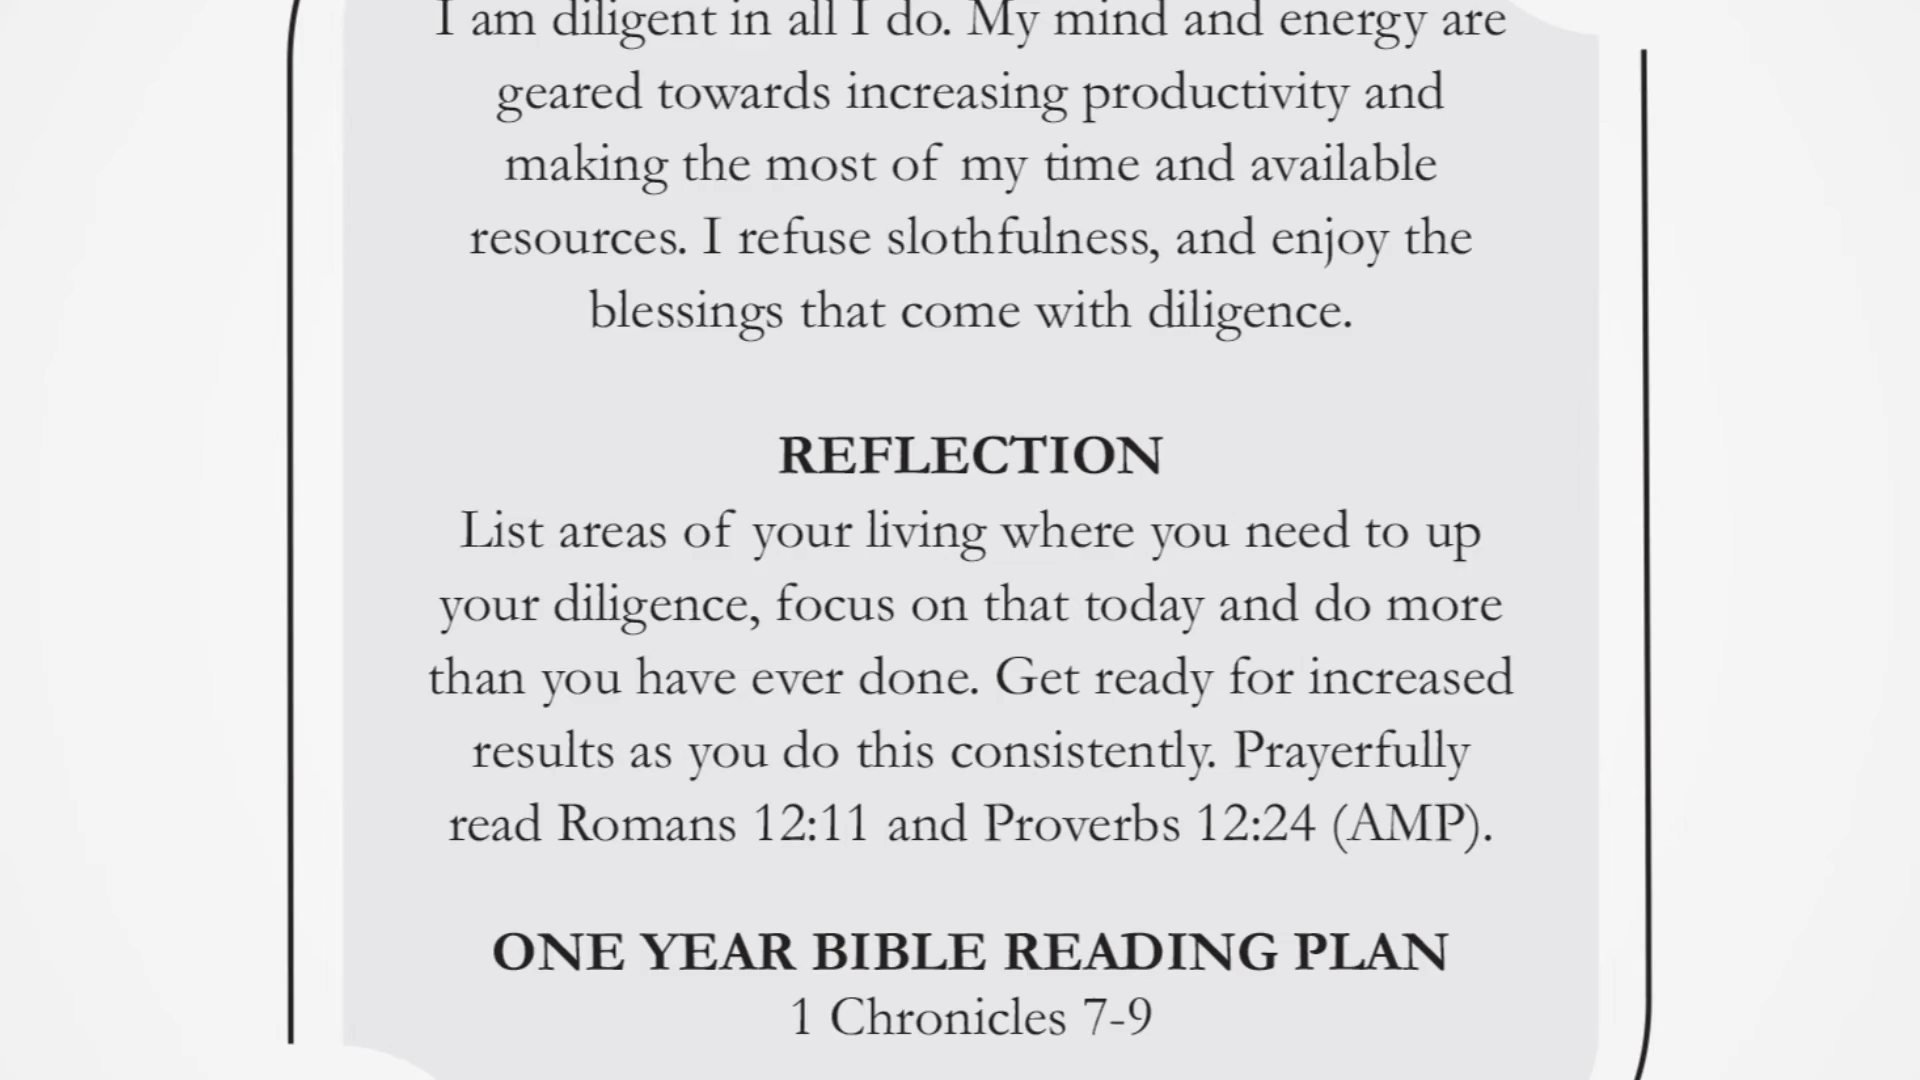 I am diligent in all I do. My mind and energy are
geared towards increasing productivity and
making the most of my time and available
resources. I refuse slothfulness, and enjoy the
blessings that come with diligence.
REFLECTION
List areas of your living where you need to up
your diligence, focus on that today and do more
than you have ever done. Get ready for increased
results as you do this consistently. Prayerfully
read Romans 12:11 and Proverbs 12:24 (AMP).
ONE YEAR BIBLE READING PLAN
1 Chronicles 7-9